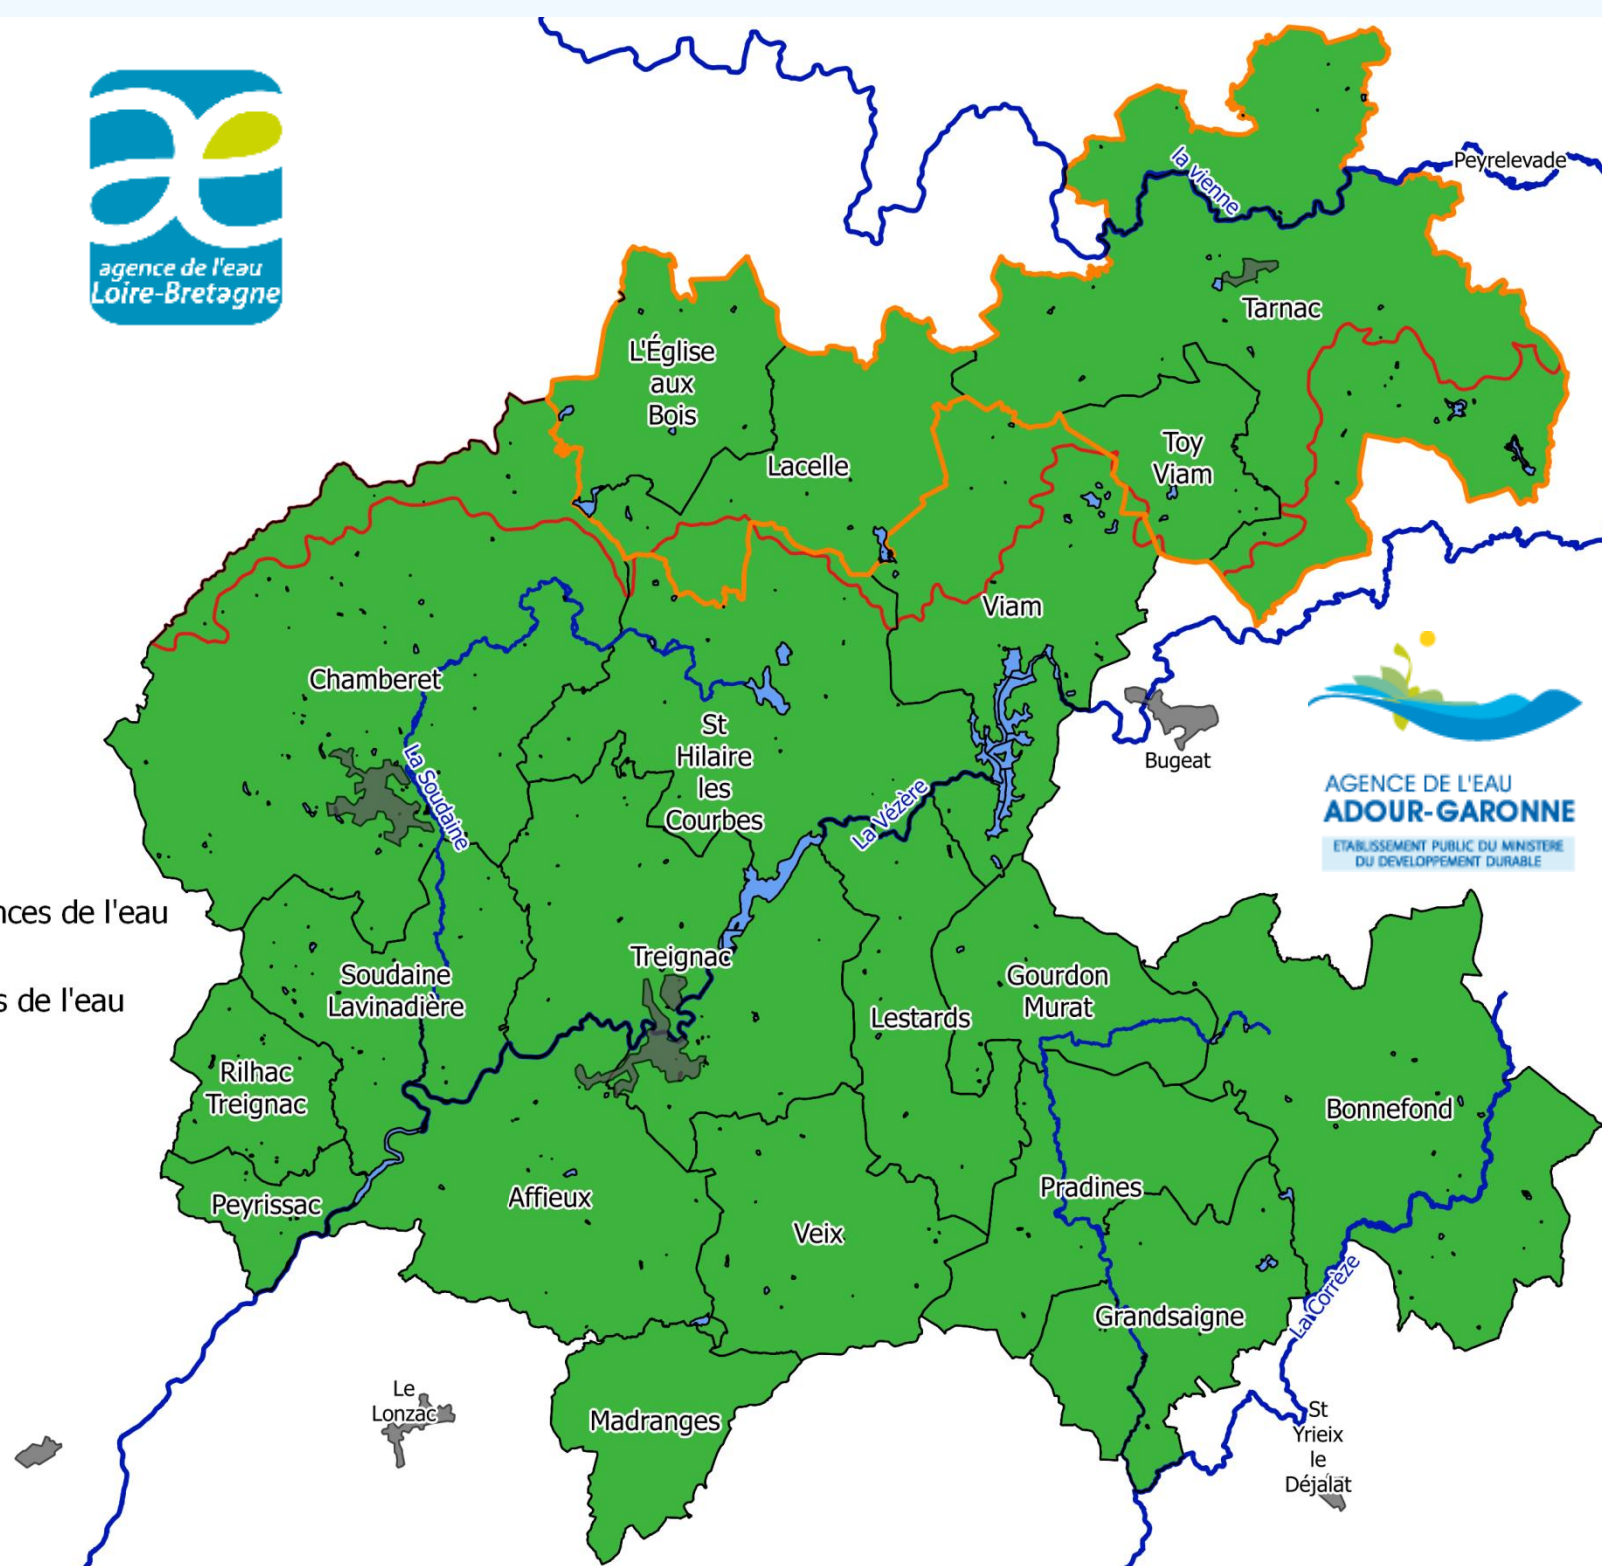 agence de l'eau
Loire-Bretagne
la vienne
Peyrelevade
Tarnac
L'Église
aux
Bois
Lacelle
Toy
Viam
Viam
Chamberet
La Soudaine
St
Hilaire
les
Courbes
La Vézère
Bugeat
AGENCE DE L'EAU
ADOUR-GARONNE
ETABLISSEMENT PUBLIC DU MINISTERE
DU DEVELOPPEMENT DURABLE
de l'eau
Treignac
Soudaine
Lavinadière
de l'eau
Gourdon
Murat
Lestards
Rilhac
Treignac
Bonnefond
Peyrissac
Affieux
Pradines
Veix
Grandsaigne
La Corrèze
Le
Lonzac
Madranges
St
Yrieix
le
Déjalat